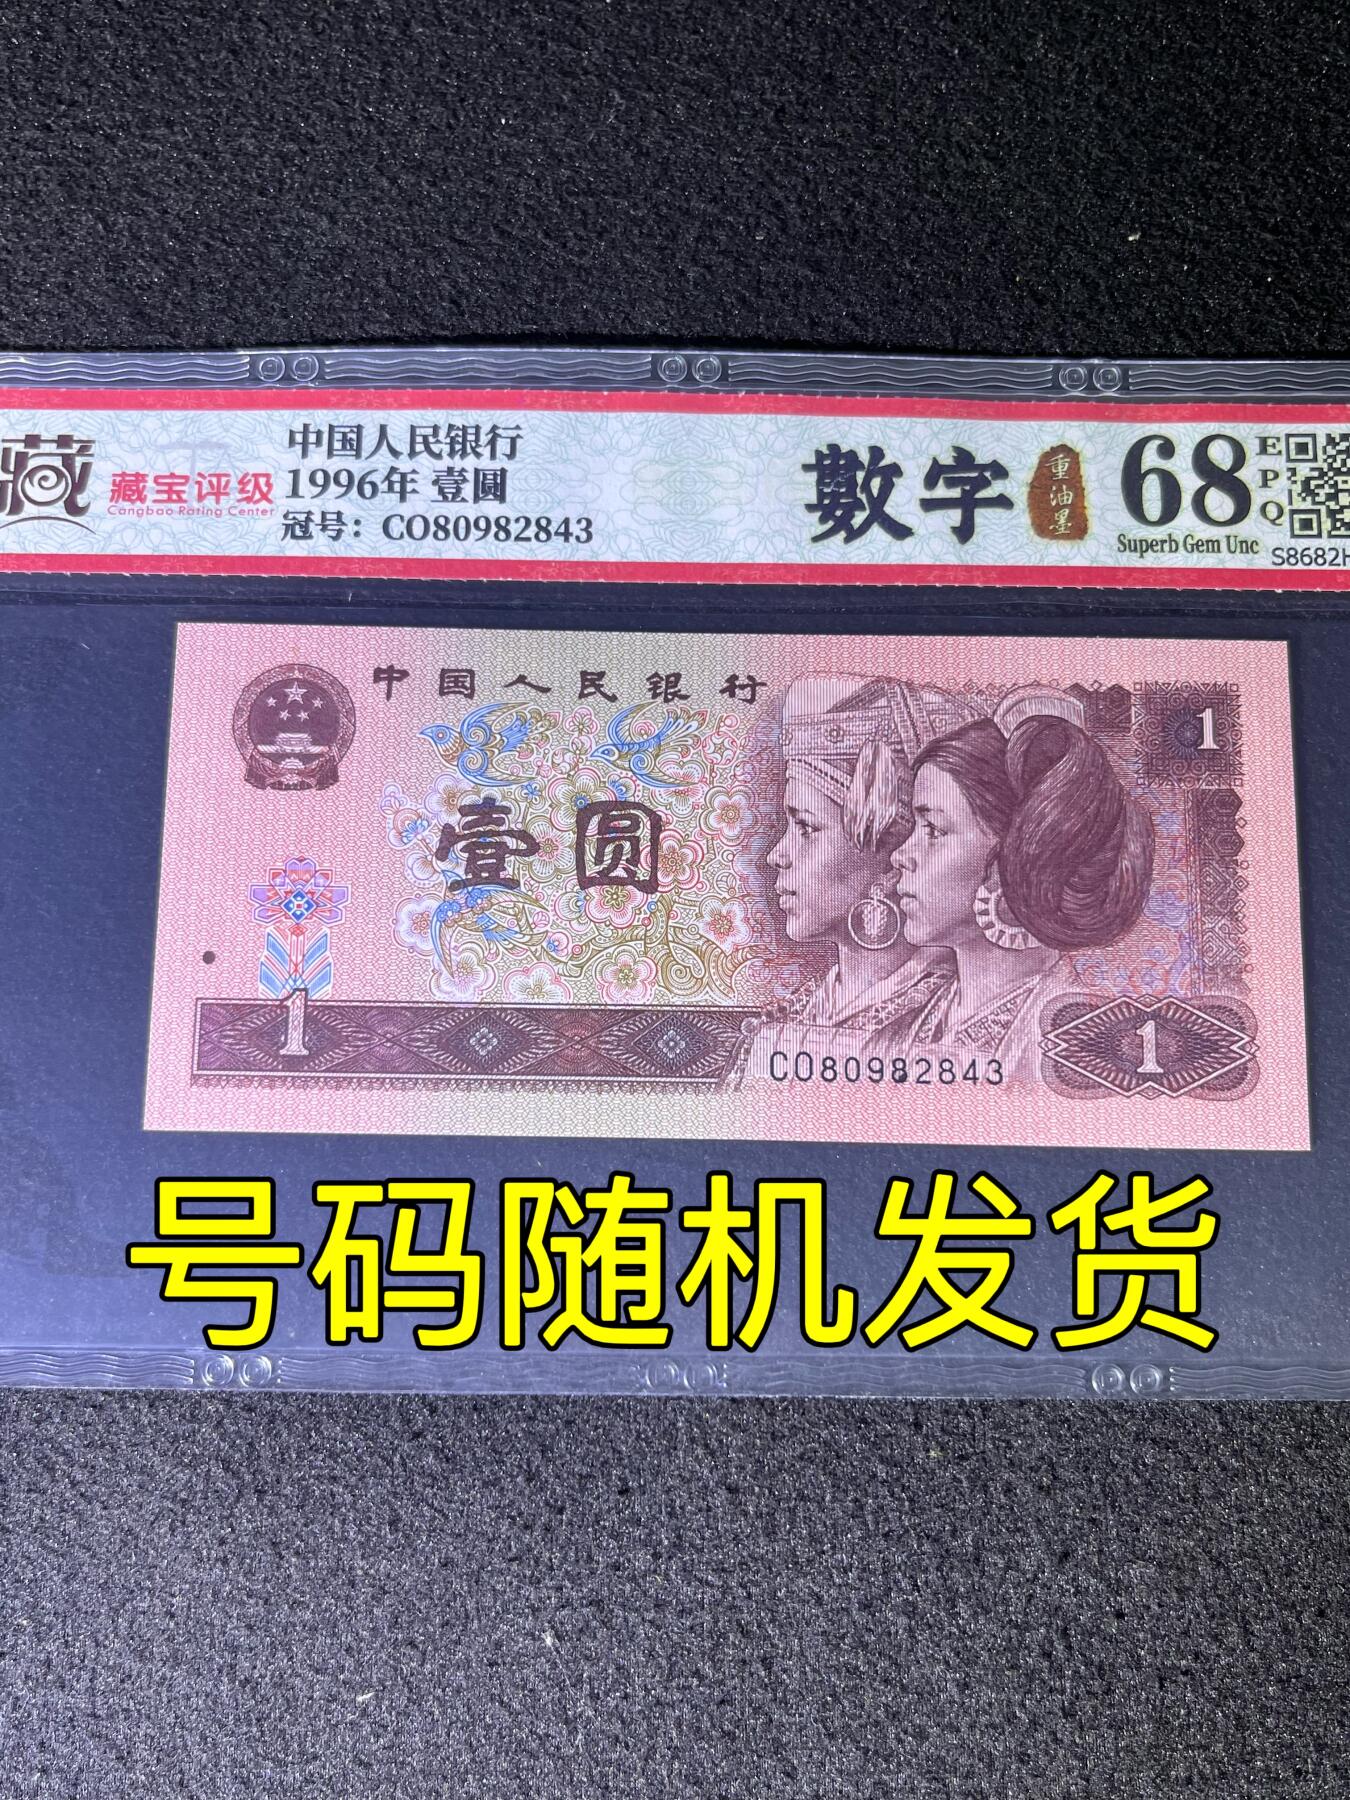 藏
藏宝评级
Cangbao Rating Center
中国人民银行
1996年 壹圆
冠号：CO80982843
數字
重油墨
68
EPQ
Superb Gem Unc
S8682H
中国人民银行
1
壹圆
1
CO80982843
1
号码随机发货